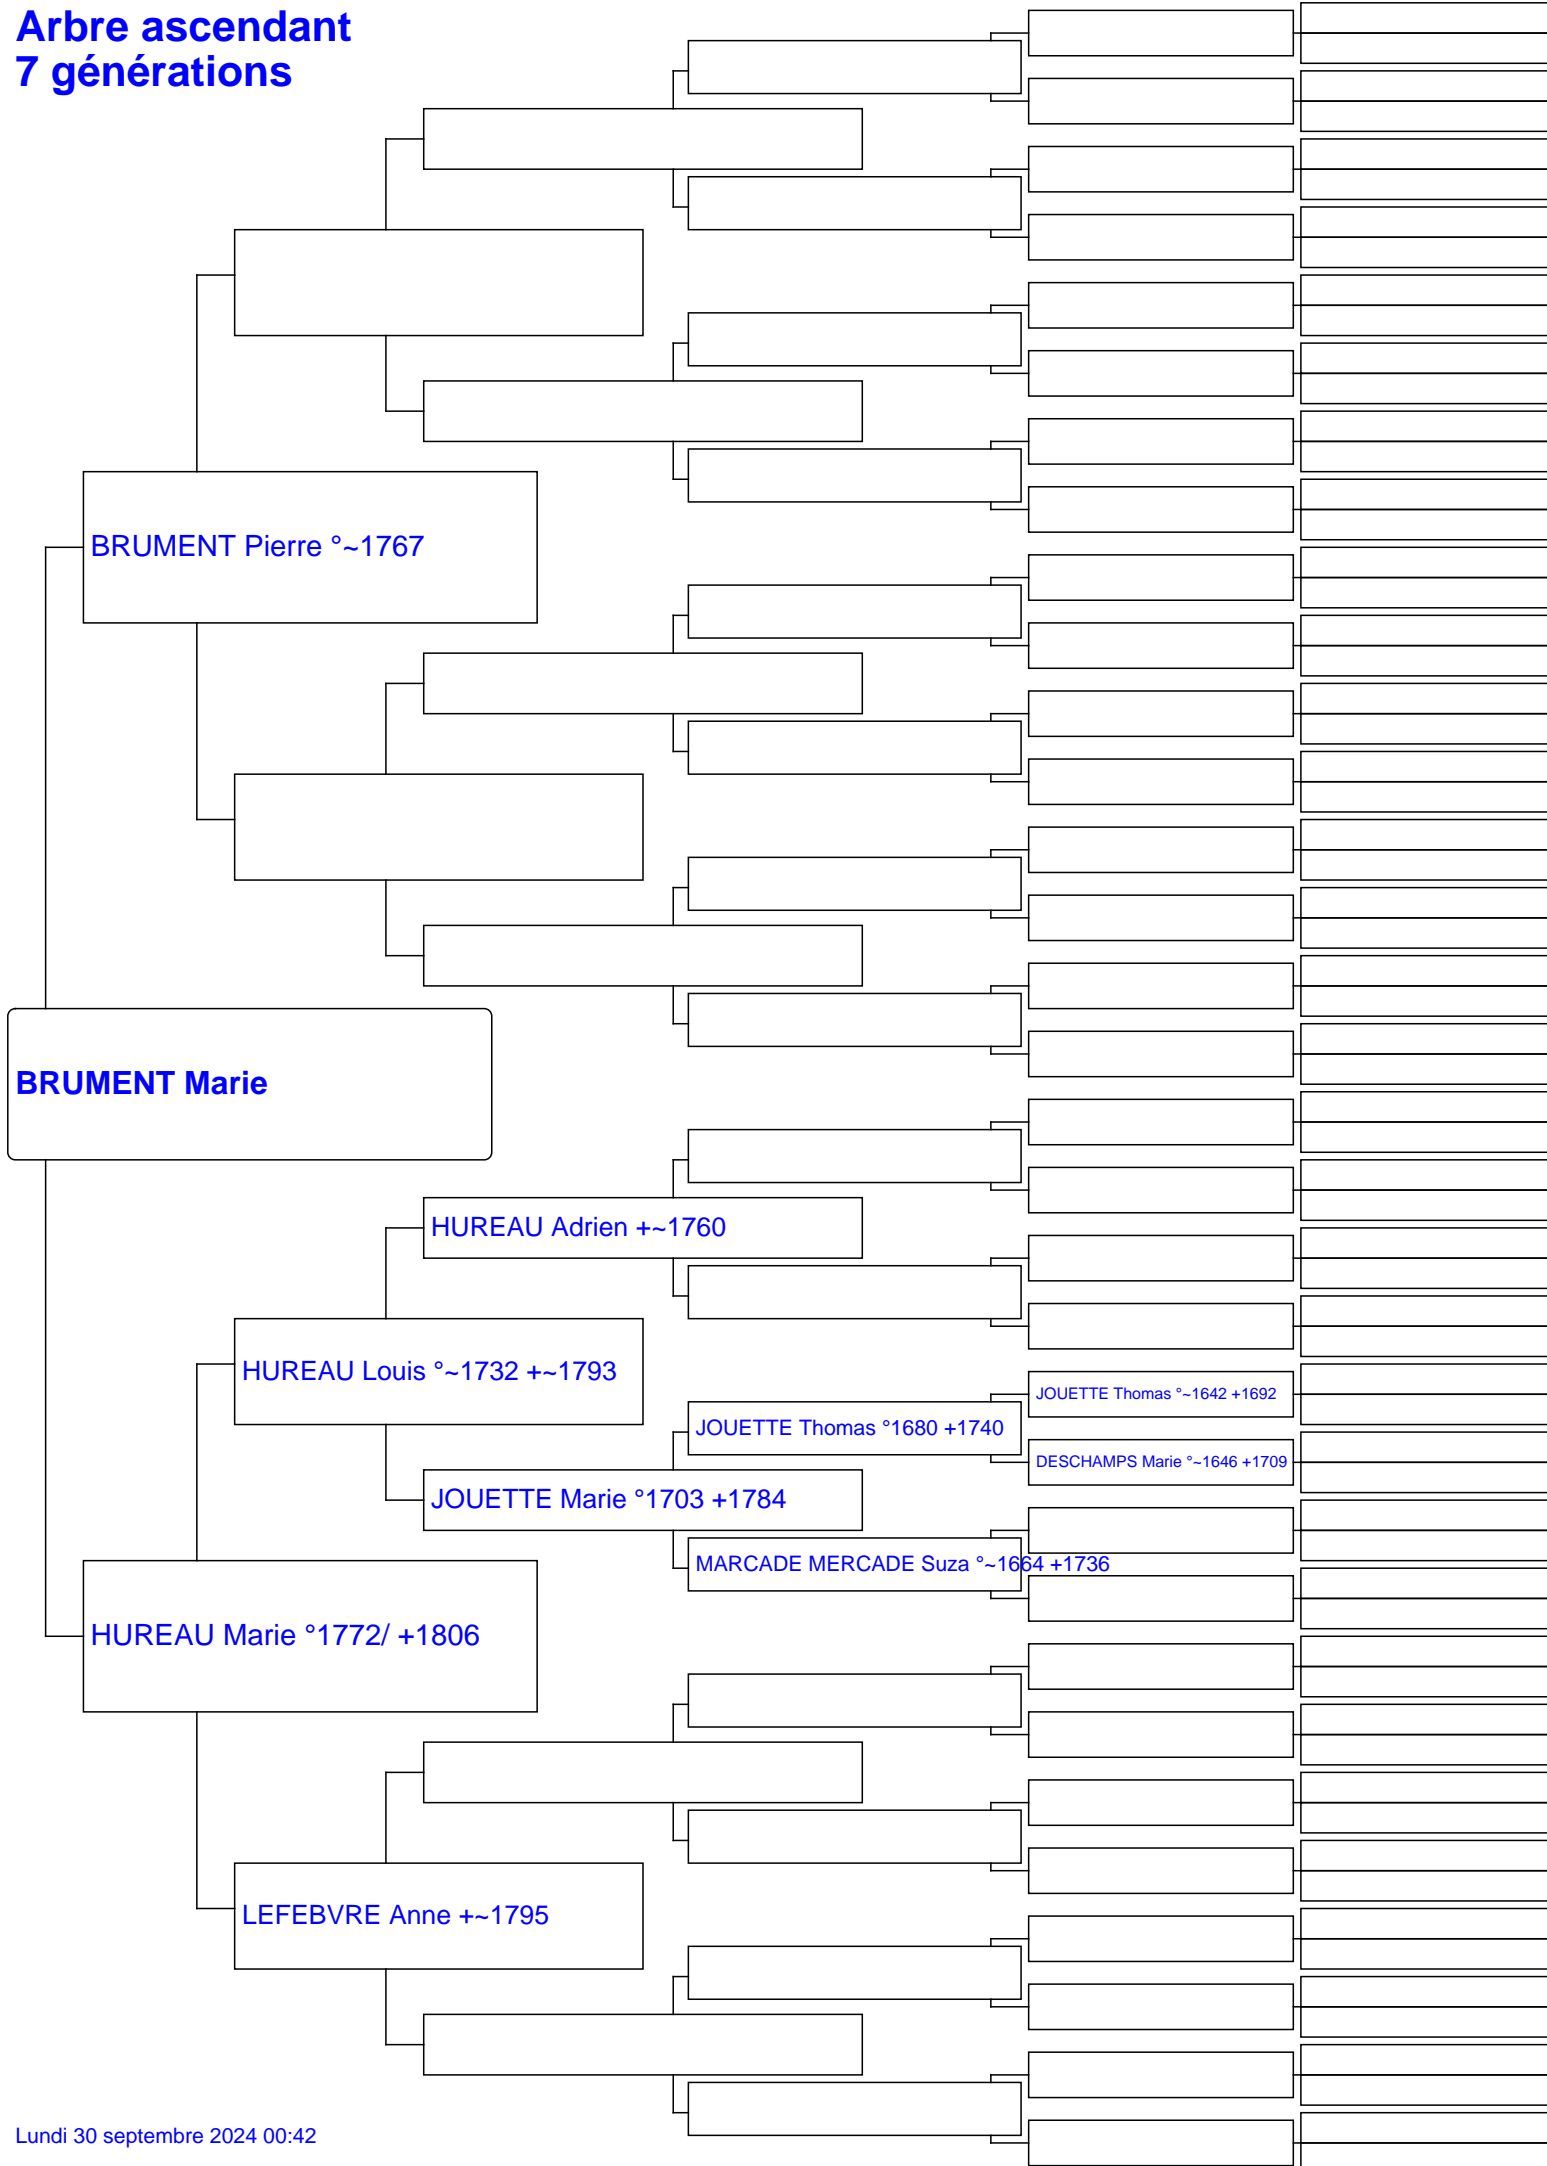 Arbre ascendant
7 générations
BRUMENT Pierre °~1767
BRUMENT Marie
HUREAU Adrien +~1760
HUREAU Louis °~1732 +~1793
JOUETTE Thomas °~1642 +1692
JOUETTE Thomas °1680 +1740
DESCHAMPS Marie °~1646 +1709
JOUETTE Marie °1703 +1784
MARCADE MERCADE Suza °~1664 +1736
HUREAU Marie °1772/ +1806
LEFEBVRE Anne +~1795
Lundi 30 septembre 2024 00:42